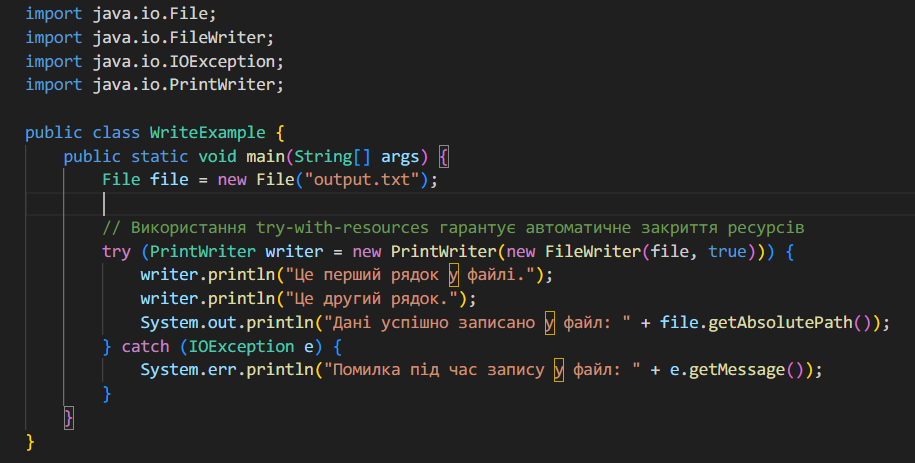 import java.io.File;
import java.io.FileWriter;
import java.io.IOException;
import java.io.PrintWriter;

public class WriteExample {
    public static void main(String[] args) {
        File file = new File("output.txt");

        // Використання try-with-resources гарантує автоматичне закриття ресурсів
        try (PrintWriter writer = new PrintWriter(new FileWriter(file, true))) {
            writer.println("Це перший рядок у файлі.");
            writer.println("Це другий рядок.");
            System.out.println("Дані успішно записано у файл: " + file.getAbsolutePath());
        } catch (IOException e) {
            System.err.println("Помилка під час запису у файл: " + e.getMessage());
        }
    }
}